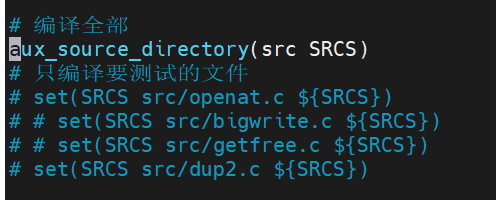 # 编译全部
aux_source_directory(src SRCS)
# 只编译要测试的文件
# set(SRCS src/openat.c ${SRCS})
# # set(SRCS src/bigwrite.c ${SRCS})
# # set(SRCS src/getfree.c ${SRCS})
# set(SRCS src/dup2.c ${SRCS})